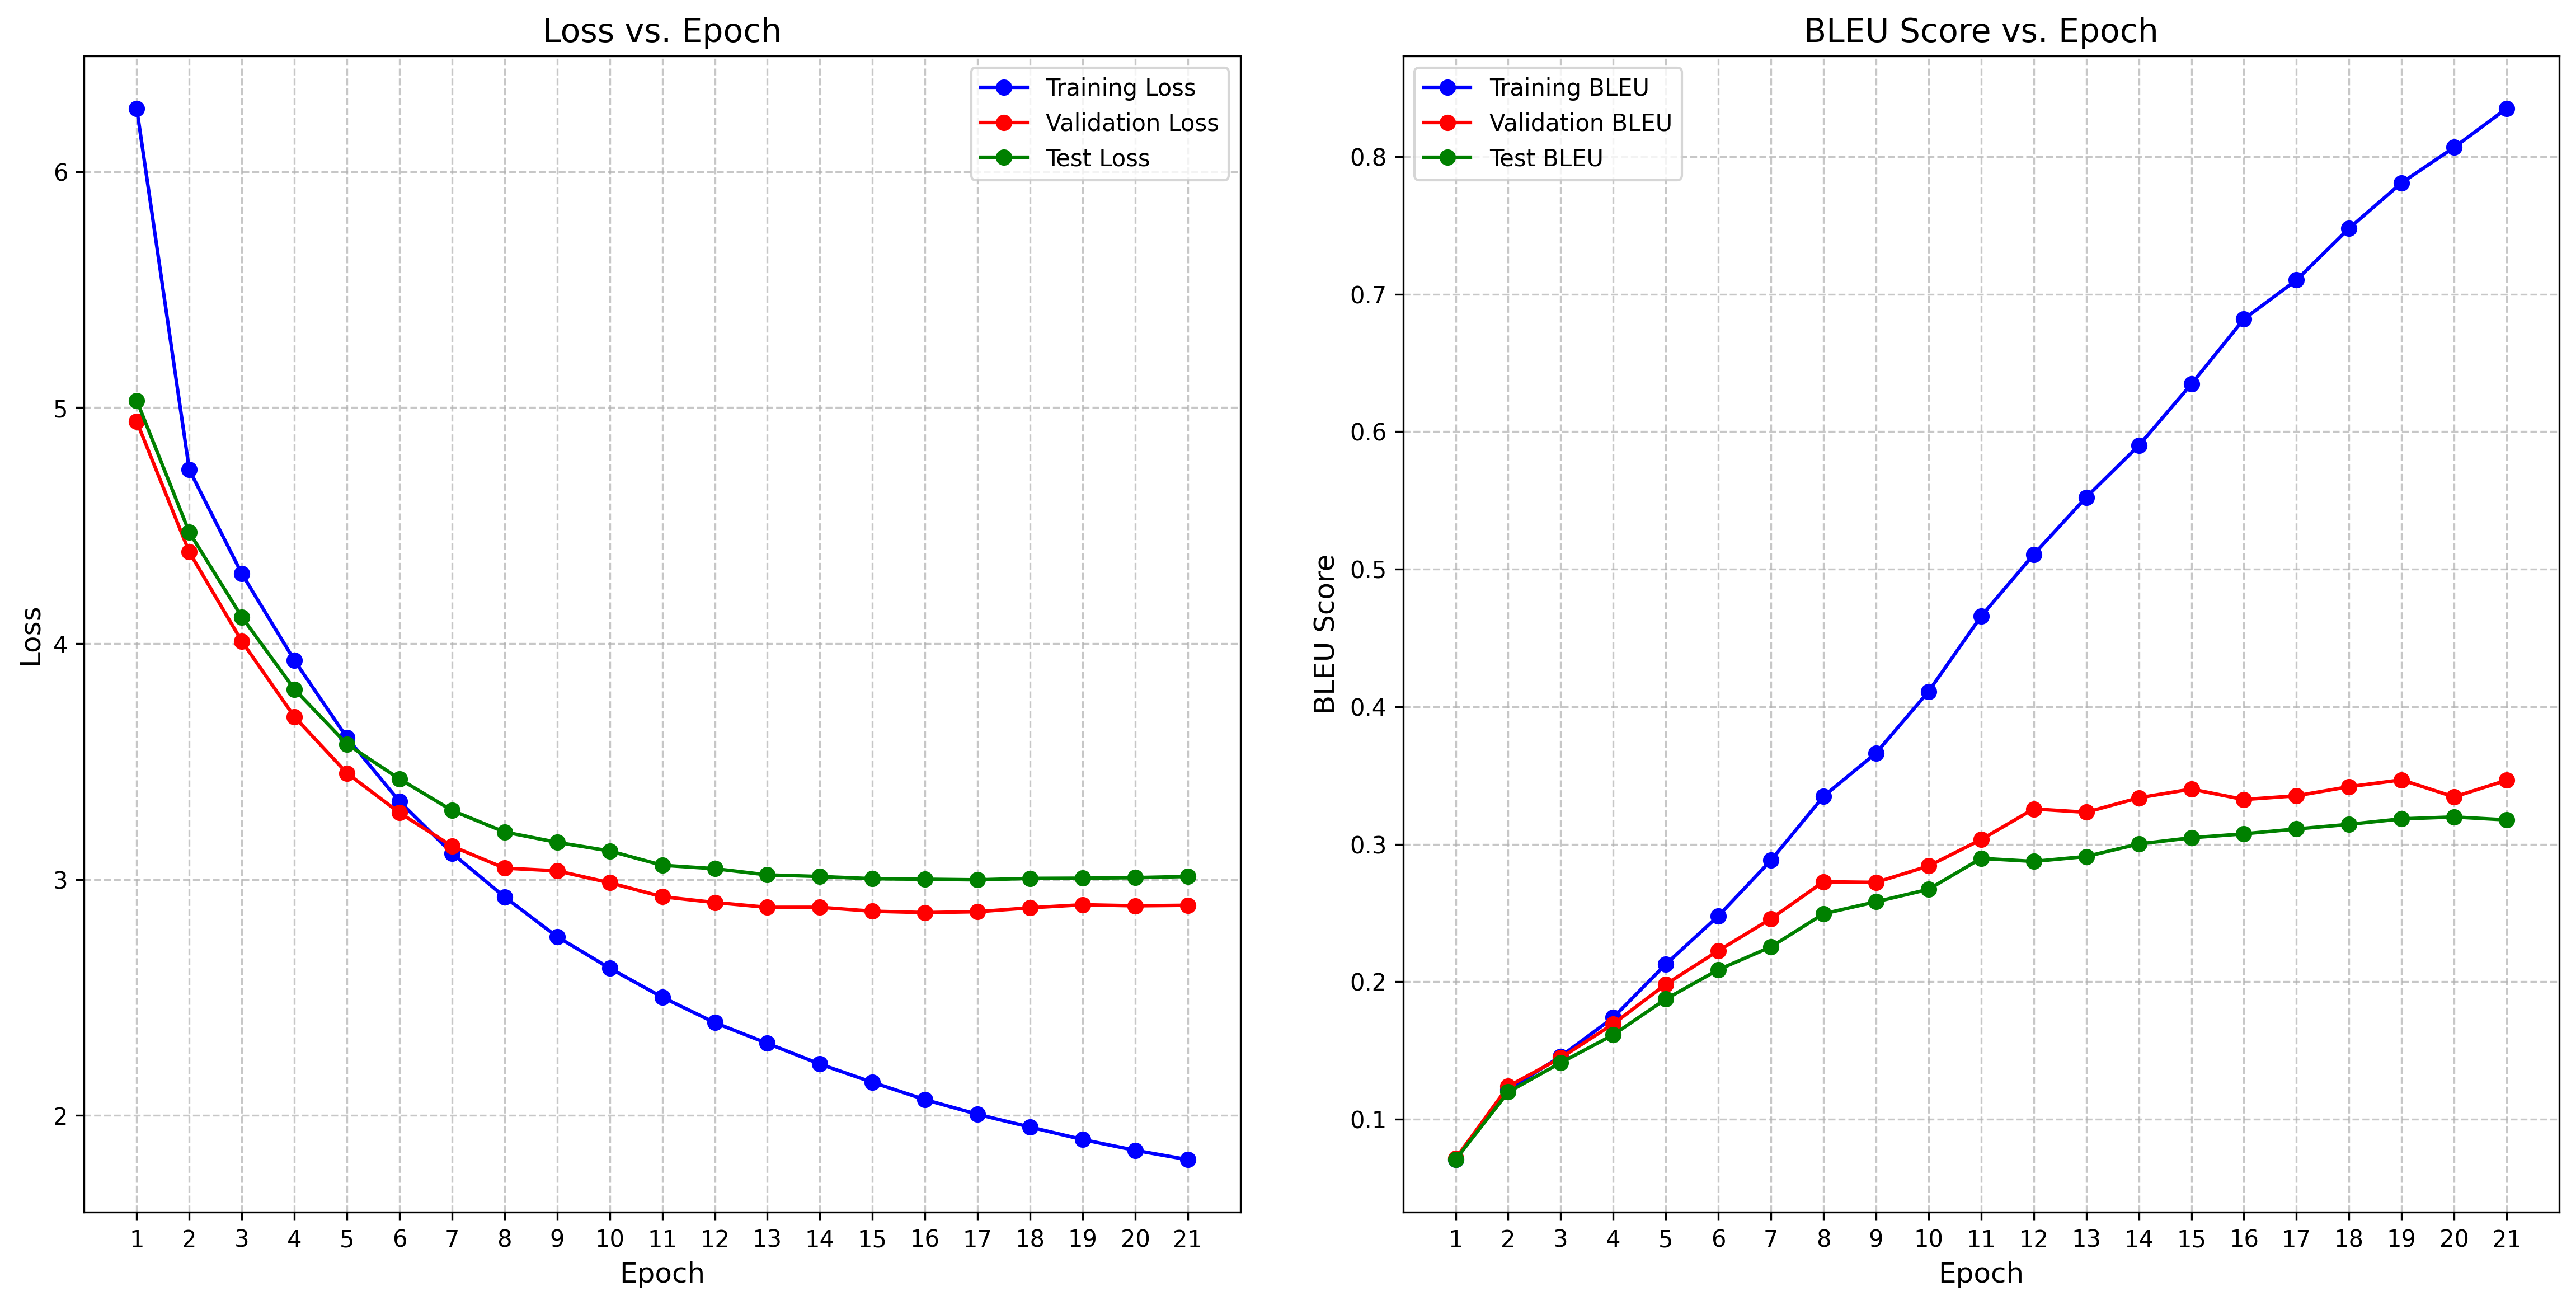 Loss vs. Epoch
Training Loss
Validation Loss
Test Loss
6
5
4
3
2
Loss
1 2 3 4 5 6 7 8 9 10 11 12 13 14 15 16 17 18 19 20 21
Epoch
BLEU Score vs. Epoch
Training BLEU
Validation BLEU
Test BLEU
0.8
0.7
0.6
0.5
0.4
0.3
0.2
0.1
BLEU Score
1 2 3 4 5 6 7 8 9 10 11 12 13 14 15 16 17 18 19 20 21
Epoch